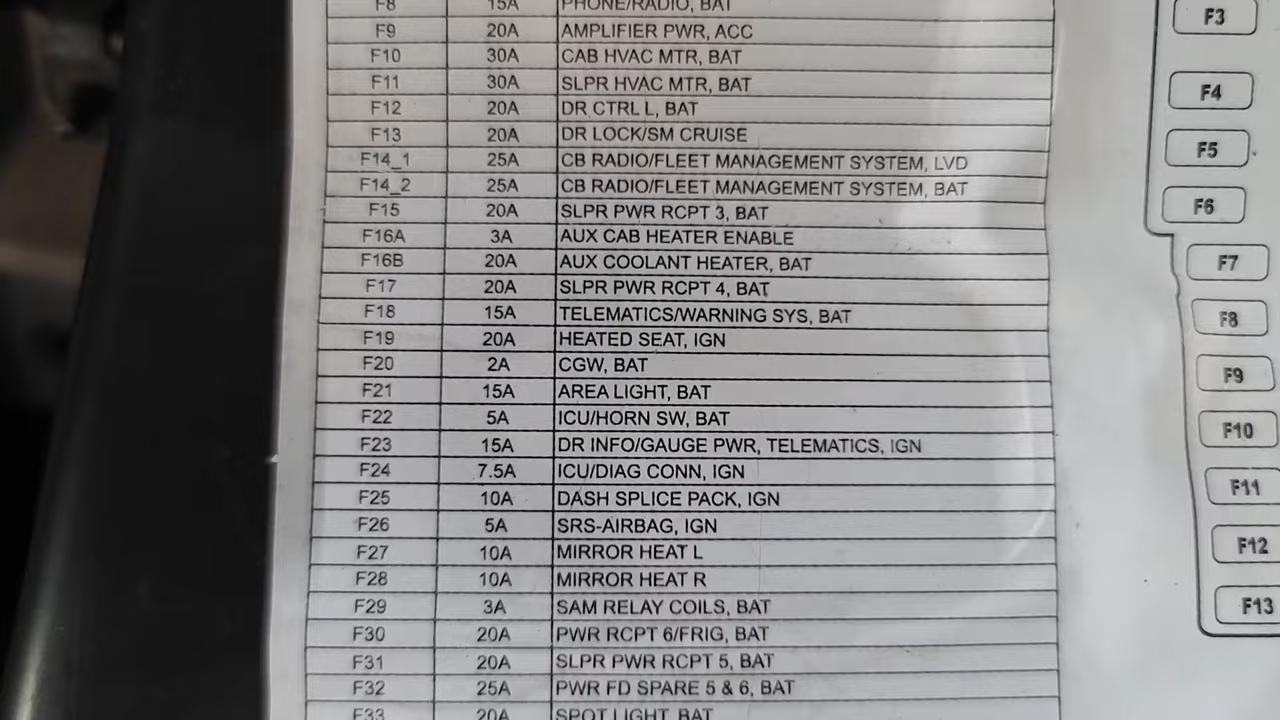 F8 15A PHONE/RADIO, BAT
F9 20A AMPLIFIER PWR, ACC
F10 30A CAB HVAC MTR, BAT
F11 30A SLPR HVAC MTR, BAT
F12 20A DR CTRL L, BAT
F13 20A DR LOCK/SM CRUISE
F14_1 25A CB RADIO/FLEET MANAGEMENT SYSTEM, LVD
F14_2 25A CB RADIO/FLEET MANAGEMENT SYSTEM, BAT
F15 20A SLPR PWR RCPT 3, BAT
F16A 3A AUX CAB HEATER ENABLE
F16B 20A AUX COOLANT HEATER, BAT
F17 20A SLPR PWR RCPT 4, BAT
F18 15A TELEMATICS/WARNING SYS, BAT
F19 20A HEATED SEAT, IGN
F20 2A CGW, BAT
F21 15A AREA LIGHT, BAT
F22 5A ICU/HORN SW, BAT
F23 15A DR INFO/GAUGE PWR, TELEMATICS, IGN
F24 7.5A ICU/DIAG CONN, IGN
F25 10A DASH SPLICE PACK, IGN
F26 5A SRS-AIRBAG, IGN
F27 10A MIRROR HEAT L
F28 10A MIRROR HEAT R
F29 3A SAM RELAY COILS, BAT
F30 20A PWR RCPT 6/FRIG, BAT
F31 20A SLPR PWR RCPT 5, BAT
F32 25A PWR FD SPARE 5 & 6, BAT
F33 20A SPOT LIGHT, BAT
F3
F4
F5
F6
F7
F8
F9
F10
F11
F12
F13